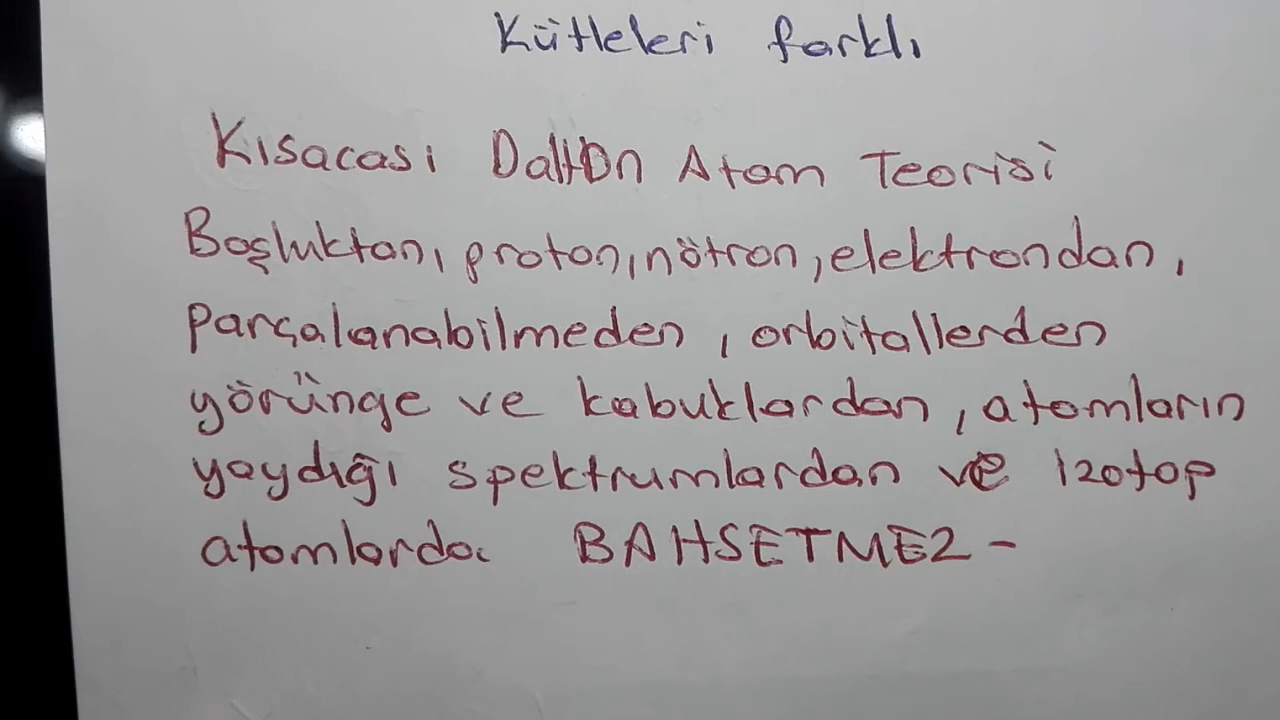 Kütleleri farklı
Kısacası Dalton Atom Teorisi
Boşluktan, proton, nötron, elektrondan,
parçalanabilmeden, orbitallerden
yörünge ve kabuklardan, atomların
yaydığı spektrumlardan ve izotop
atomlarda. BAHSETMEZ-